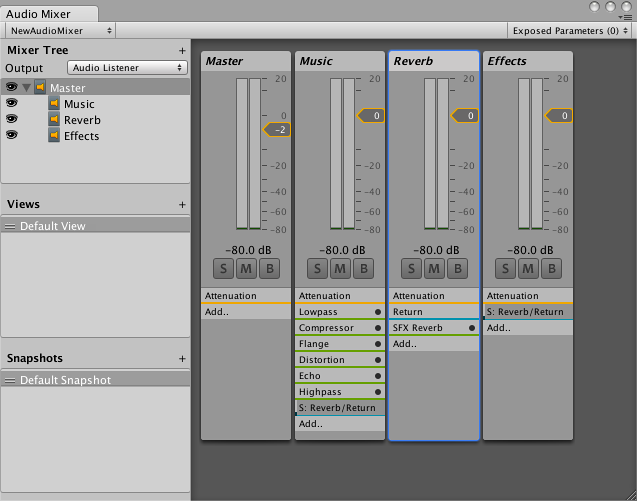 Audio Mixer
NewAudioMixer
Exposed Parameters (0)
Mixer Tree +
Output Audio Listener
Master
Music
Reverb
Effects
Views +
Default View
Snapshots +
Default Snapshot
Master
20
0
-2
-20
-40
-60
-80
-80.0 dB
S M B
Attenuation
Add..
Music
20
0
-20
-40
-60
-80
-80.0 dB
S M B
Attenuation
Lowpass
Compressor
Flange
Distortion
Echo
Highpass
S: Reverb/Return
Add..
Reverb
20
0
-20
-40
-60
-80
-80.0 dB
S M B
Attenuation
Return
SFX Reverb
Add..
Effects
20
0
-20
-40
-60
-80
-80.0 dB
S M B
Attenuation
S: Reverb/Return
Add..